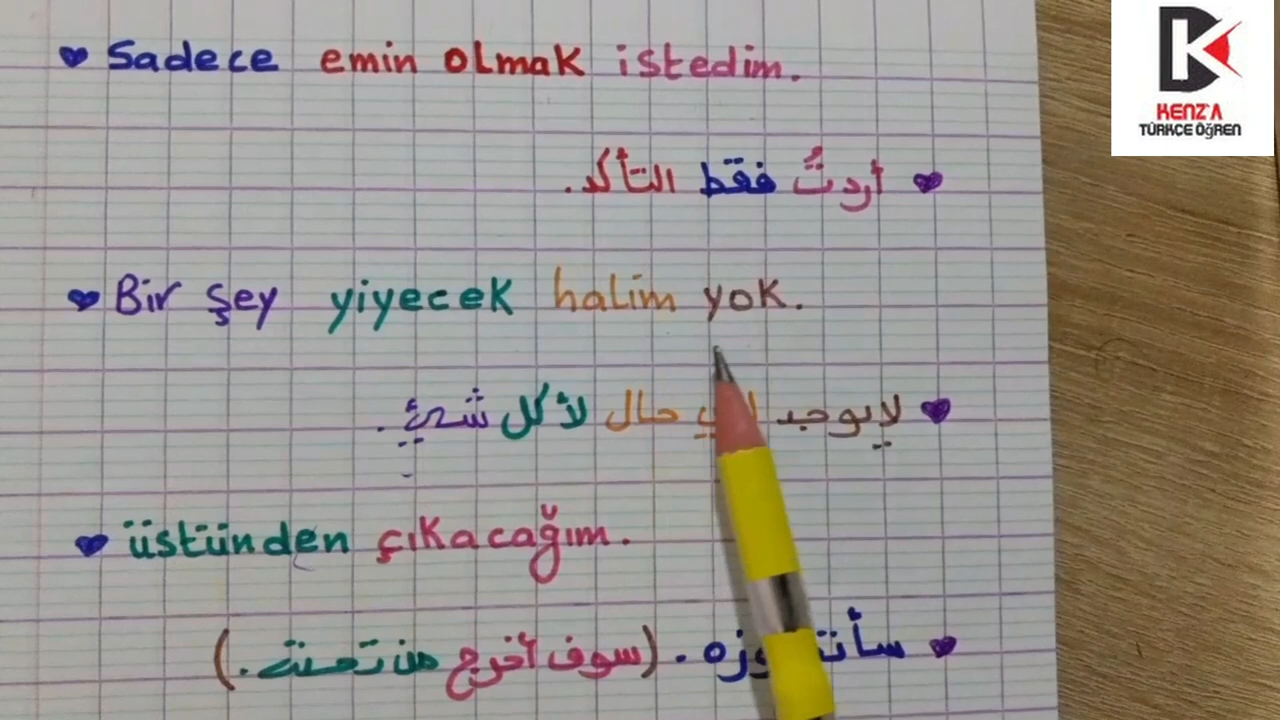 Sadece emin olmak istedim.
أردتُ فقط التأكد.
Bir şey yiyecek halim yok.
لا يوجد لي حال لأكل شيئٍ.
üstünden çıkacağım.
(سوف أخرج من تحته.)
KENZA
TÜRKÇE ÖĞREN